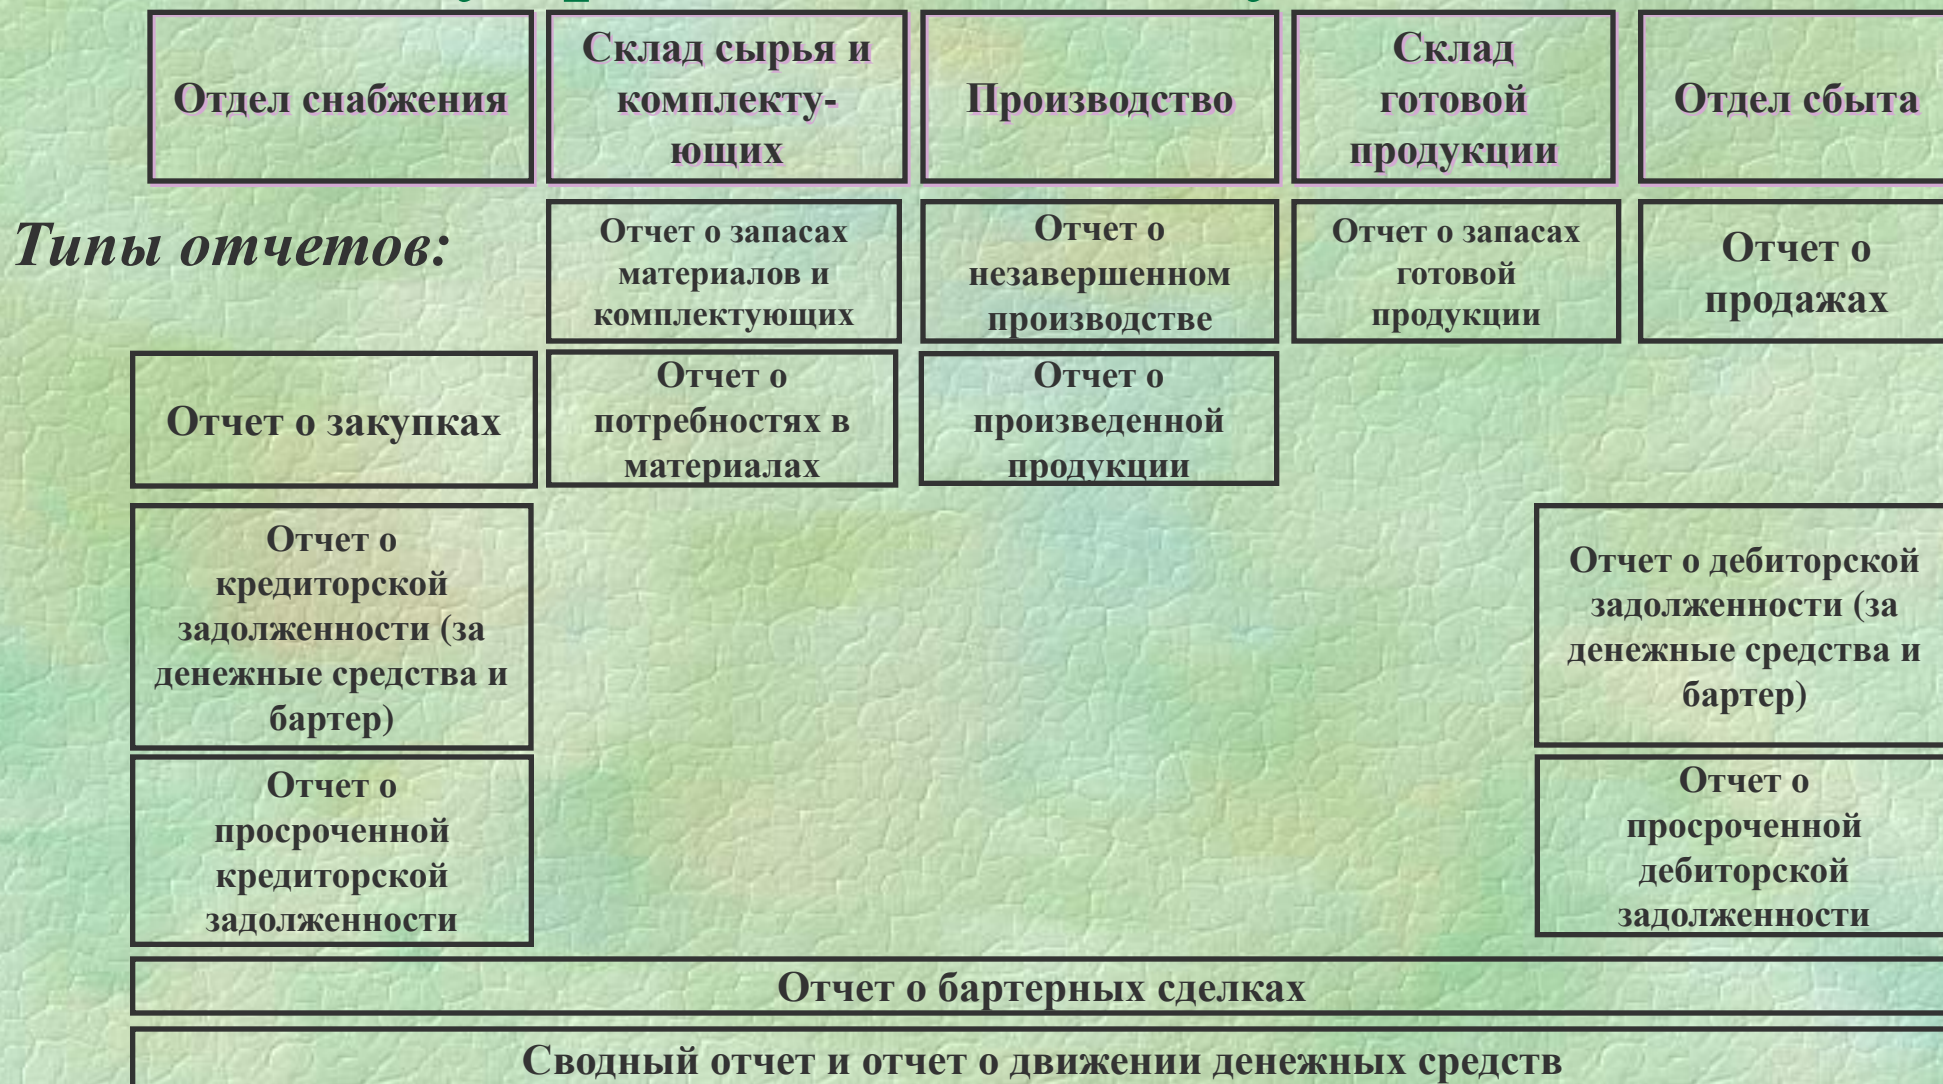 Отдел снабжения
Склад сырья и
комплекту-
ющих
Производство
Склад
готовой
продукции
Отдел сбыта
Типы отчетов:
Отчет о запасах
материалов и
комплектующих
Отчет о
незавершенном
производстве
Отчет о запасах
готовой
продукции
Отчет о
продажах
Отчет о закупках
Отчет о
потребностях в
материалах
Отчет о
произведенной
продукции
Отчет о
кредиторской
задолженности (за
денежные средства и
бартер)
Отчет о дебиторской
задолженности (за
денежные средства и
бартер)
Отчет о
просроченной
кредиторской
задолженности
Отчет о
просроченной
дебиторской
задолженности
Отчет о бартерных сделках
Сводный отчет и отчет о движении денежных средств